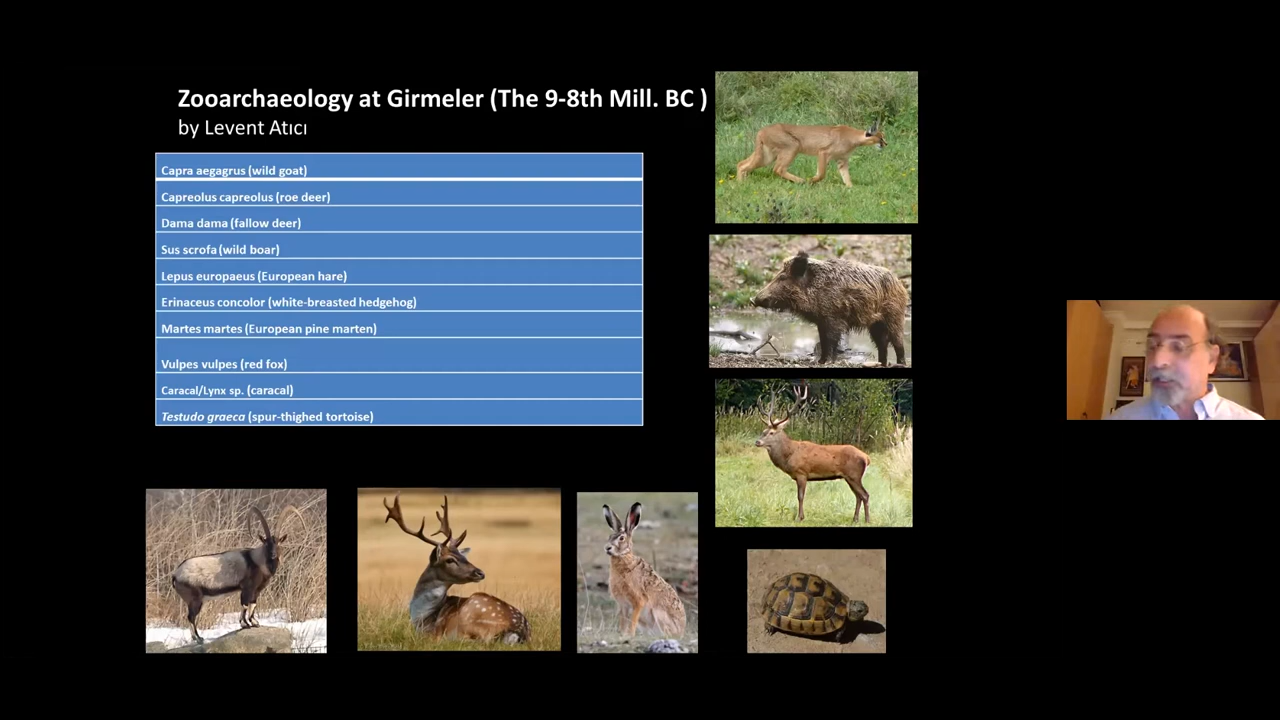 Zooarchaeology at Girmeler (The 9-8th Mill. BC )
by Levent Atıcı
Capra aegagrus (wild goat)
Capreolus capreolus (roe deer)
Dama dama (fallow deer)
Sus scrofa (wild boar)
Lepus europaeus (European hare)
Erinaceus concolor (white-breasted hedgehog)
Martes martes (European pine marten)
Vulpes vulpes (red fox)
Caracal/Lynx sp. (caracal)
Testudo graeca (spur-thighed tortoise)